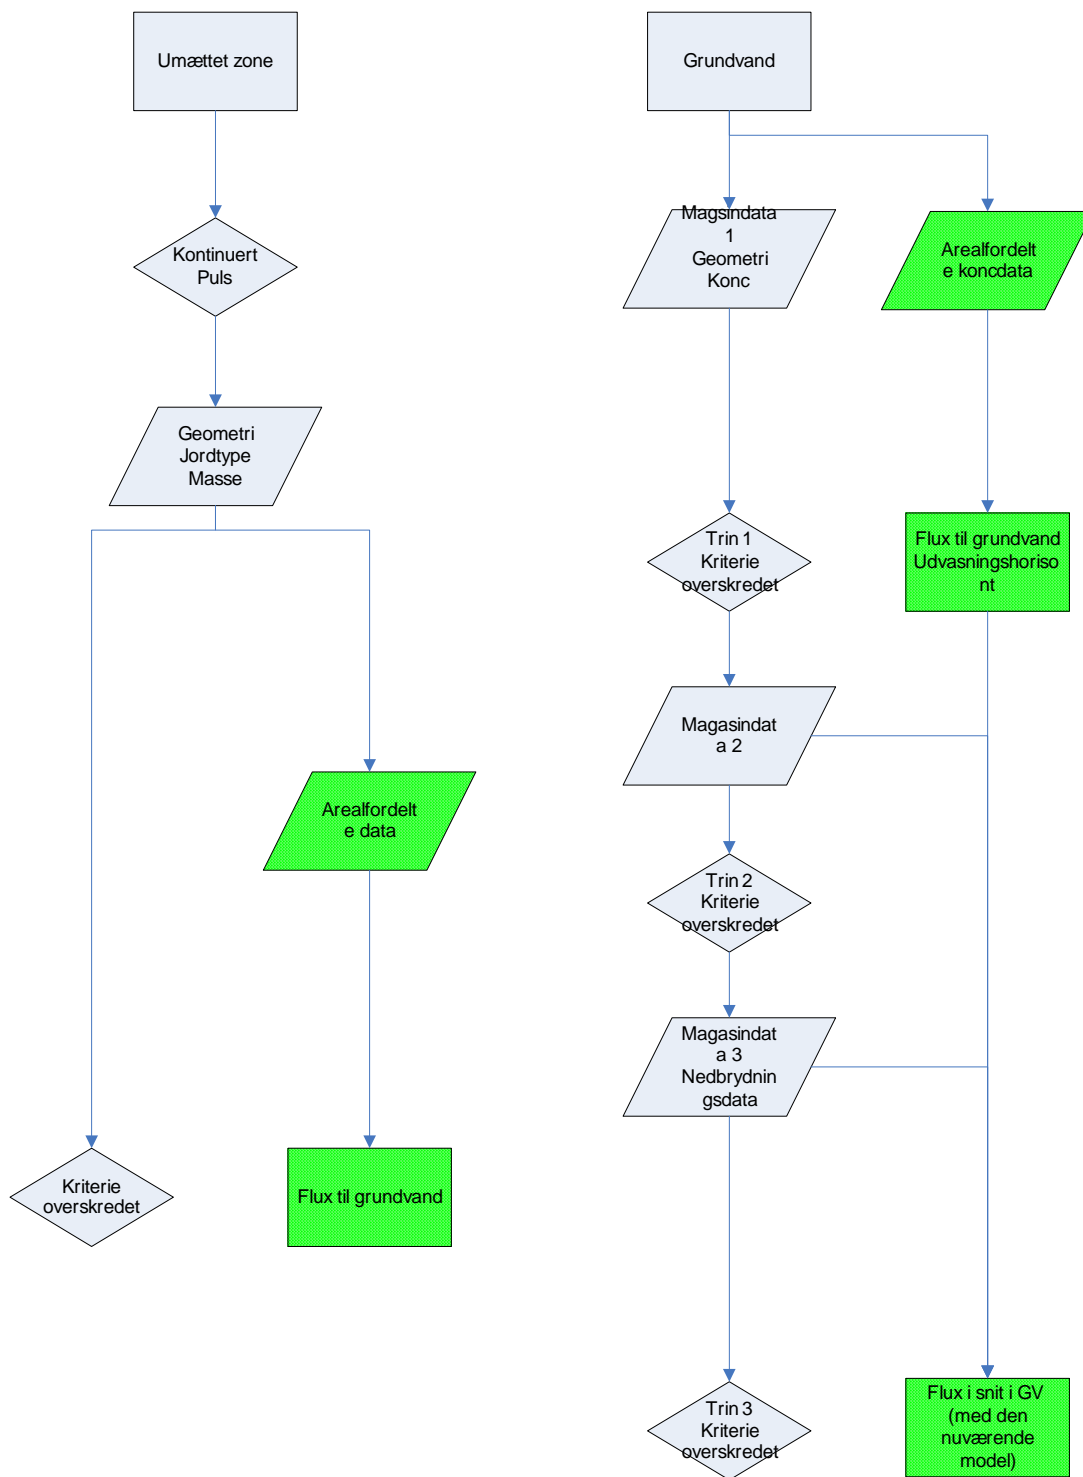 Umættet zone
Kontinuert
Puls
Geometri
Jordtype
Masse
Arealfordelt
e data
Kriterie
overskredet
Flux til grundvand
Grundvand
Magsindata
1
Geometri
Konc
Arealfordelt
e koncdata
Trin 1
Kriterie
overskredet
Flux til grundvand
Udvasningshoriso
nt
Magasindat
a 2
Trin 2
Kriterie
overskredet
Magasindat
a 3
Nedbrydnin
gsdata
Trin 3
Kriterie
overskredet
Flux i snit i GV
(med den
nuværende
model)